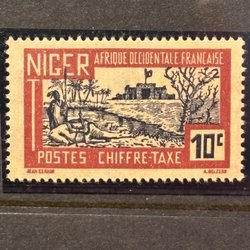 NIGER
AFRIQUE OCCIDENTALE FRANÇAISE
T
10c
POSTES CHIFFRE-TAXE